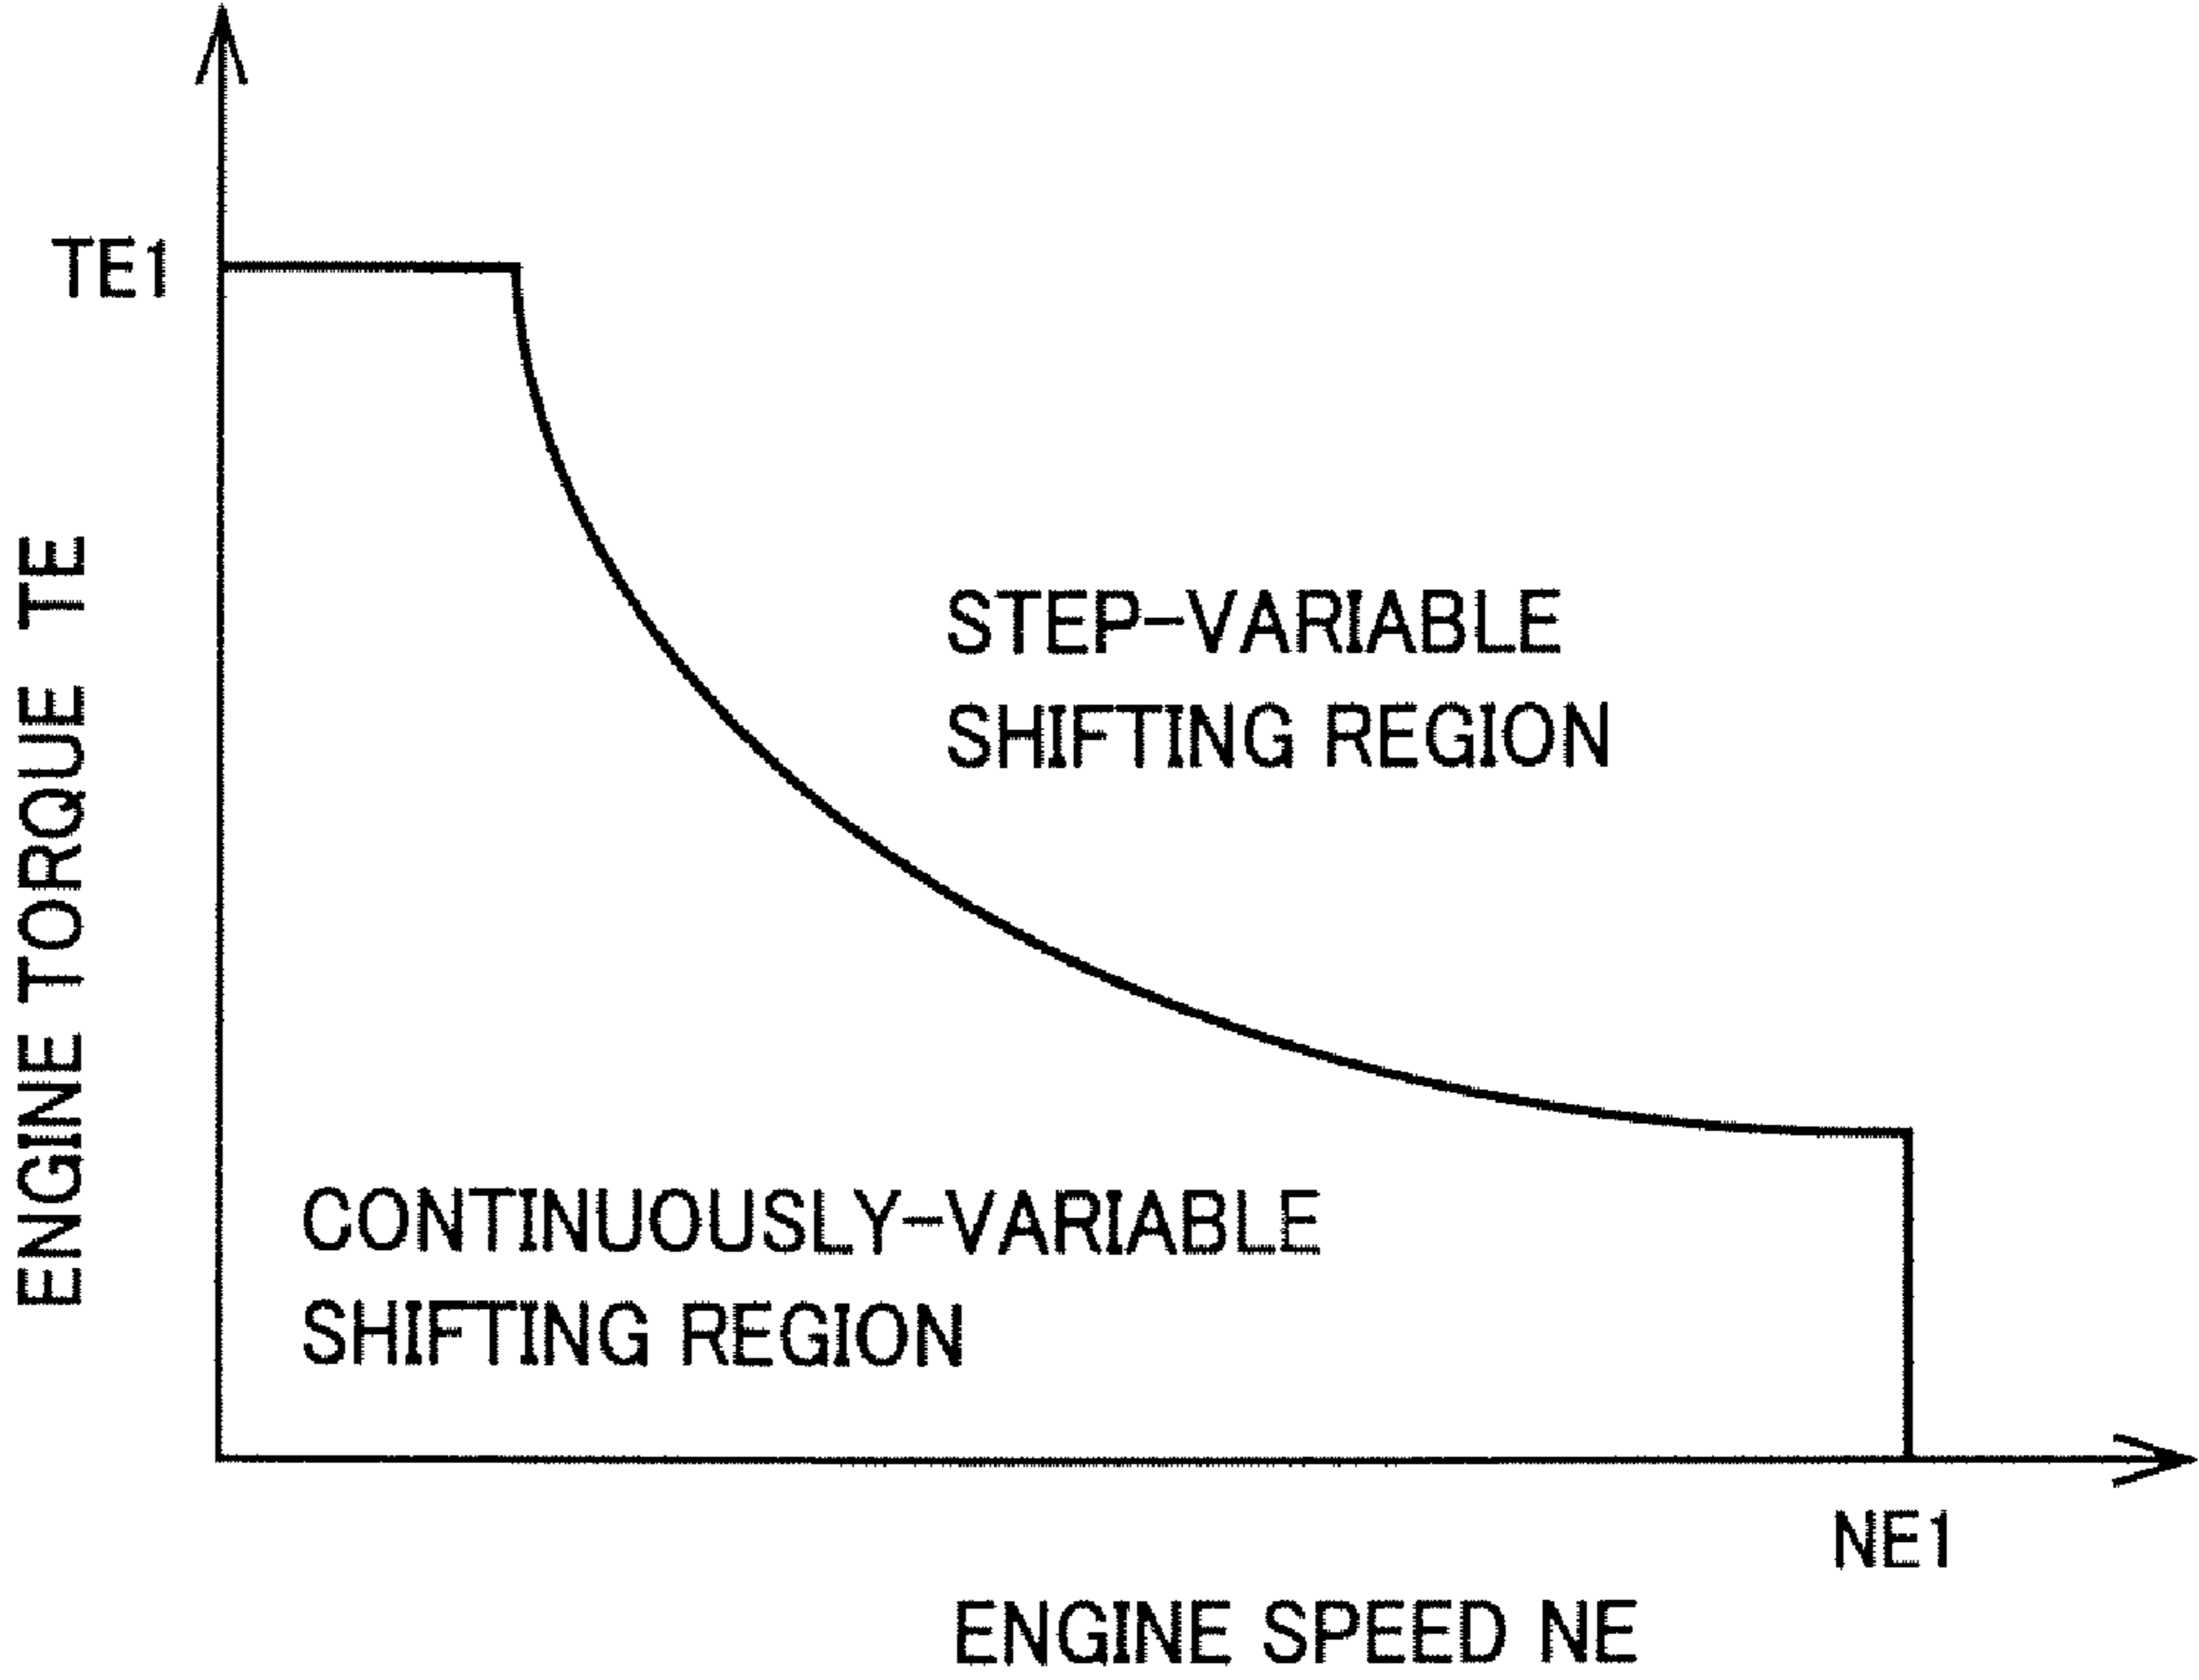 TE1
ENGINE TORQUE TE
STEP-VARIABLE
SHIFTING REGION
CONTINUOUSLY-VARIABLE
SHIFTING REGION
NE1
ENGINE SPEED NE